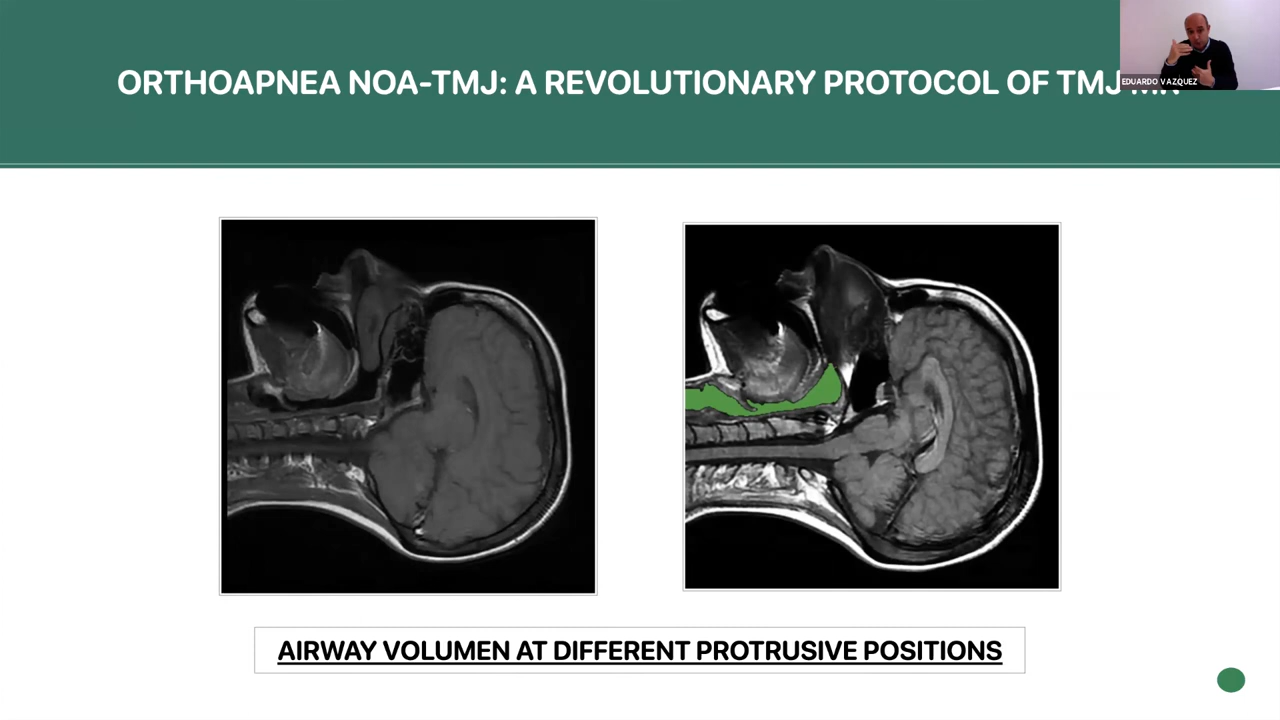 ORTHOAPNEA NOA-TMJ: A REVOLUTIONARY PROTOCOL OF TMJ
EDUARDO VAZQUEZ
AIRWAY VOLUMEN AT DIFFERENT PROTRUSIVE POSITIONS